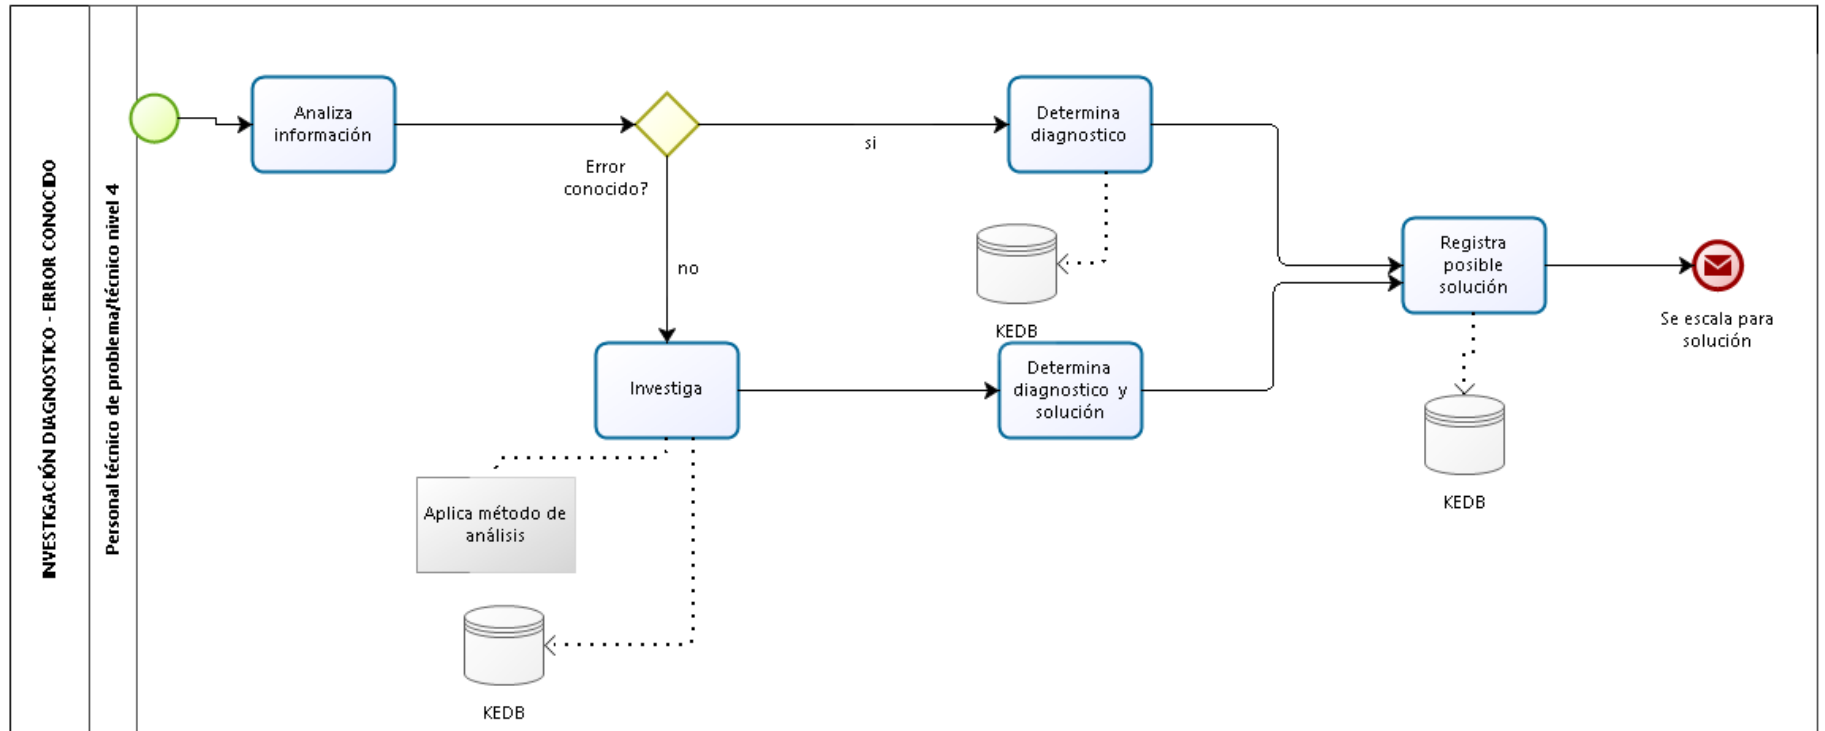 INVESTIGACIÓN DIAGNOSTICO - ERROR CONOCIDO
Personal técnico de problema/técnico nivel 4
Analiza
información
Error
conocido?
si
no
Determina
diagnostico
KEDB
Investiga
Determina
diagnostico y
solución
Aplica método de
análisis
KEDB
Registra
posible
solución
KEDB
Se escala para
solución